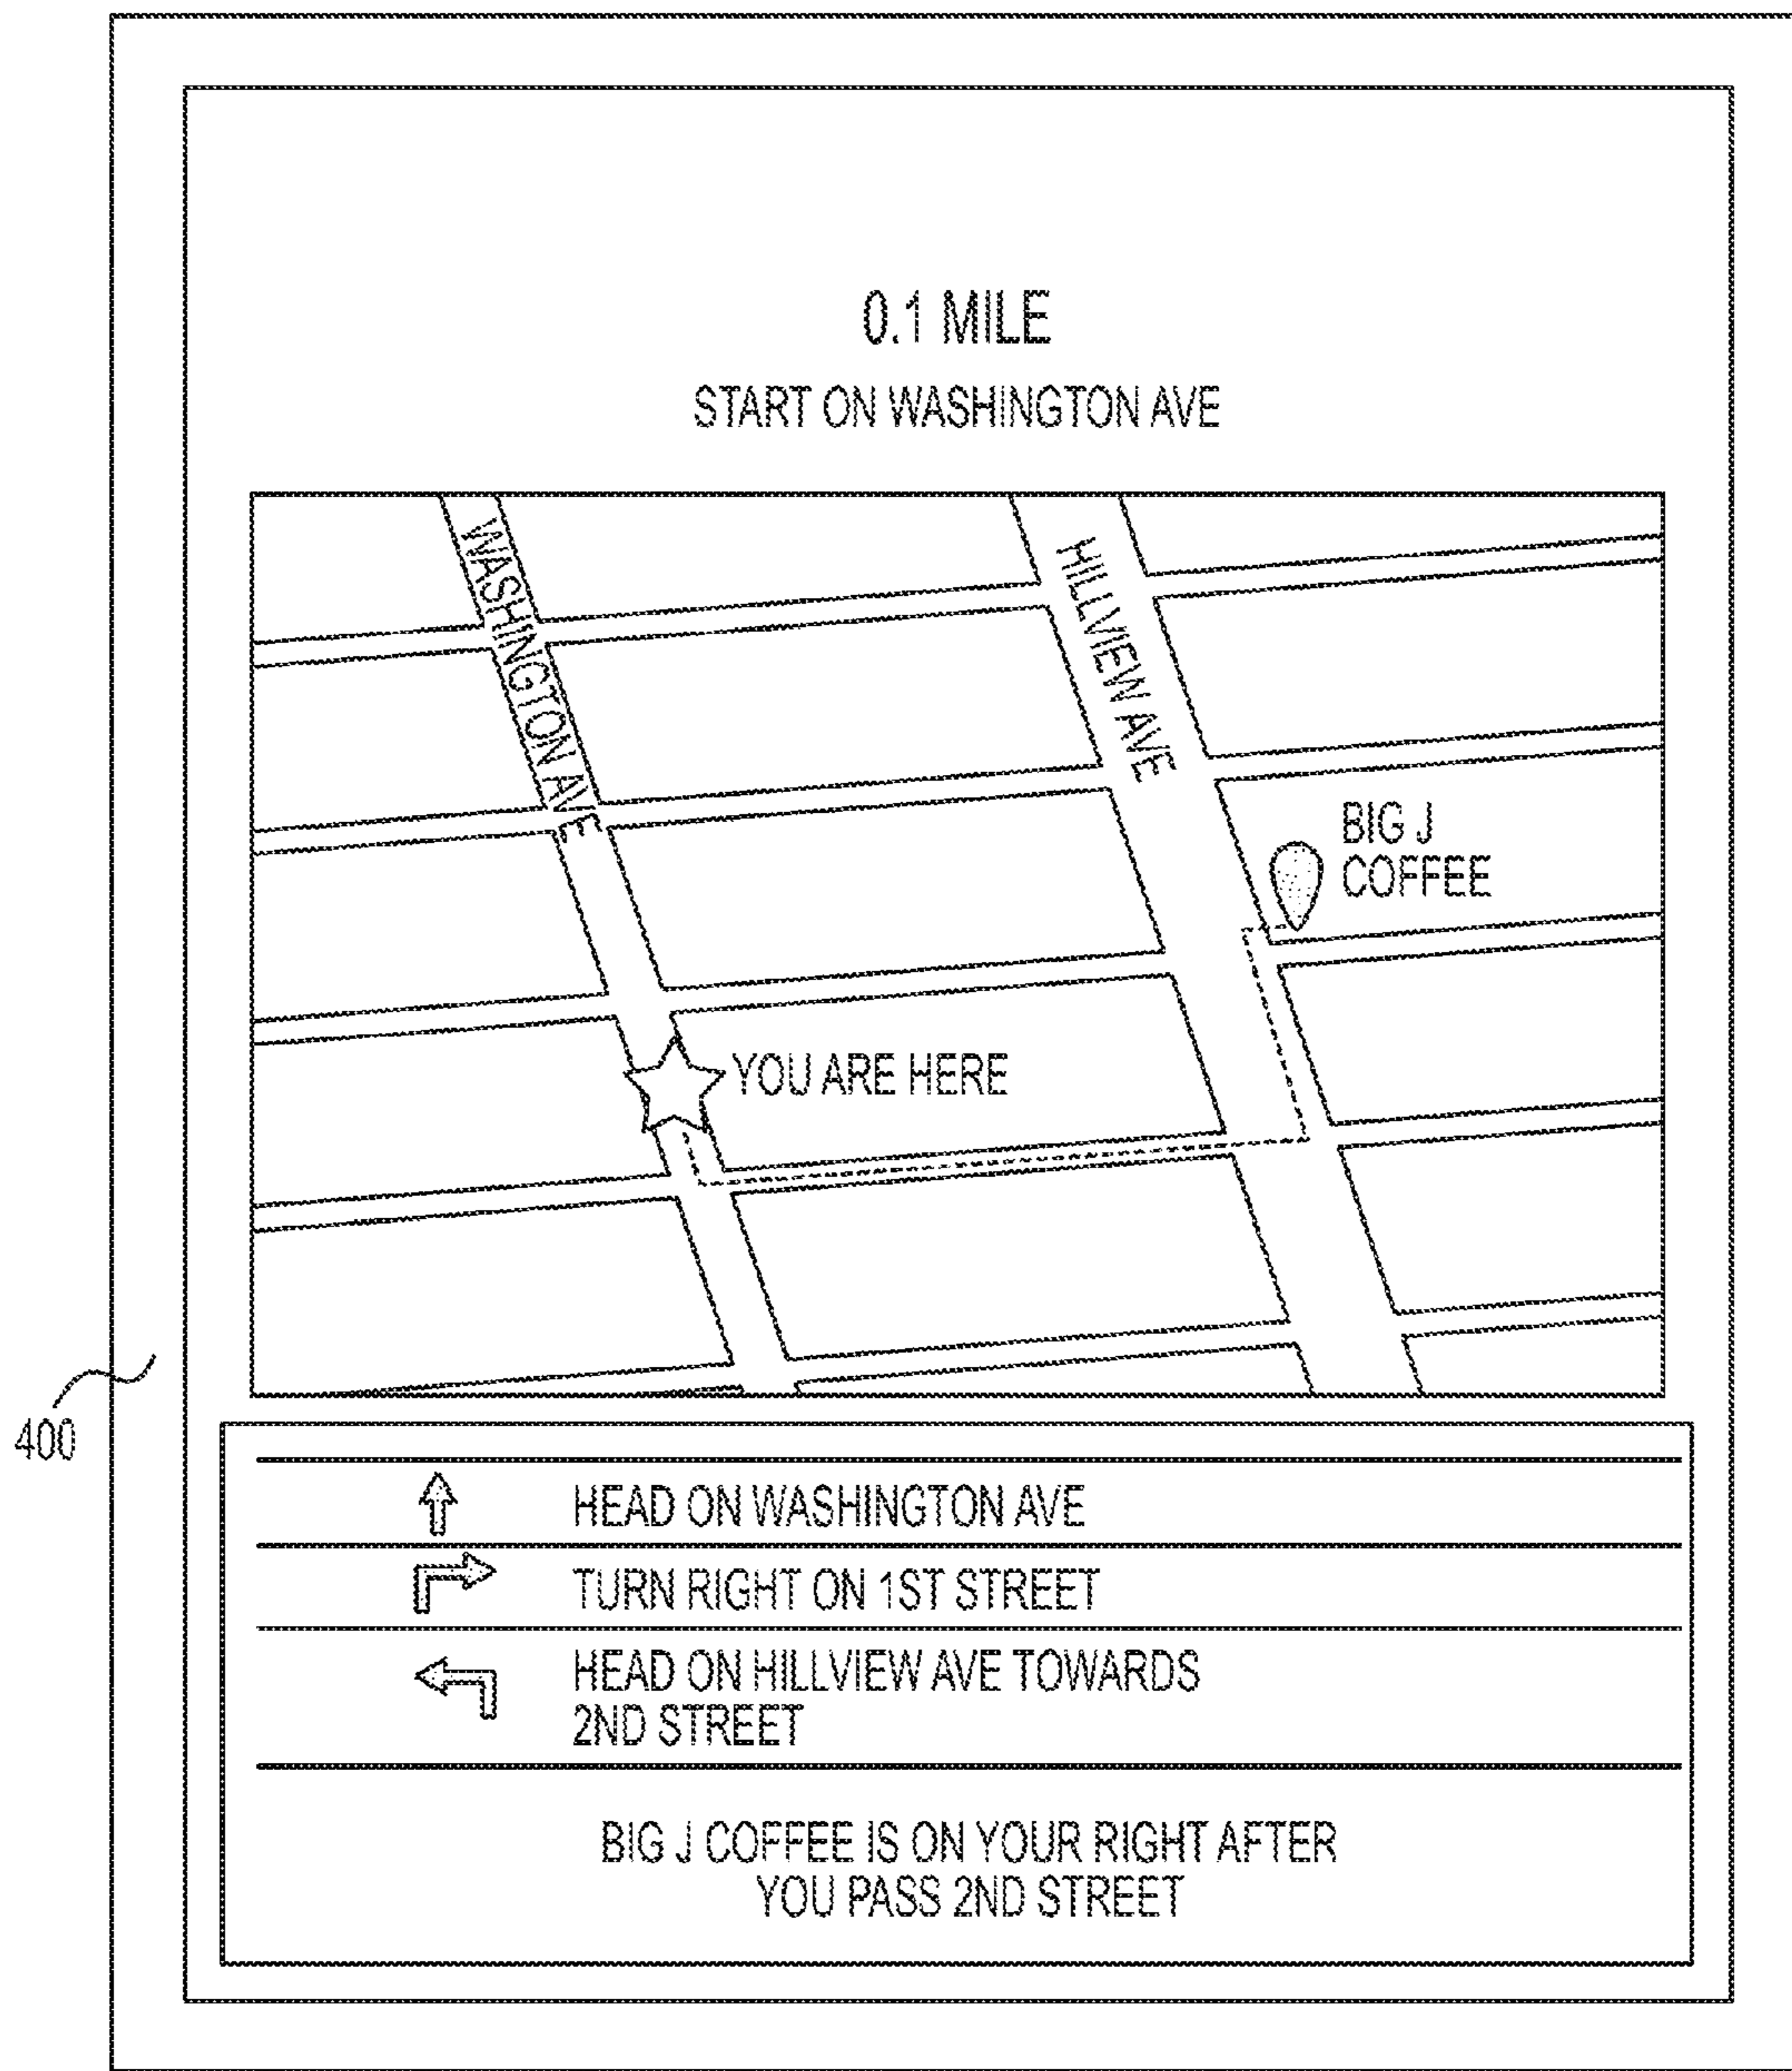 0.1 MILE
START ON WASHINGTON AVE
WASHINGTON AVE
HILLVIEW AVE
BIG J
COFFEE
YOU ARE HERE
400
HEAD ON WASHINGTON AVE
TURN RIGHT ON 1ST STREET
HEAD ON HILLVIEW AVE TOWARDS
2ND STREET
BIG J COFFEE IS ON YOUR RIGHT AFTER
YOU PASS 2ND STREET